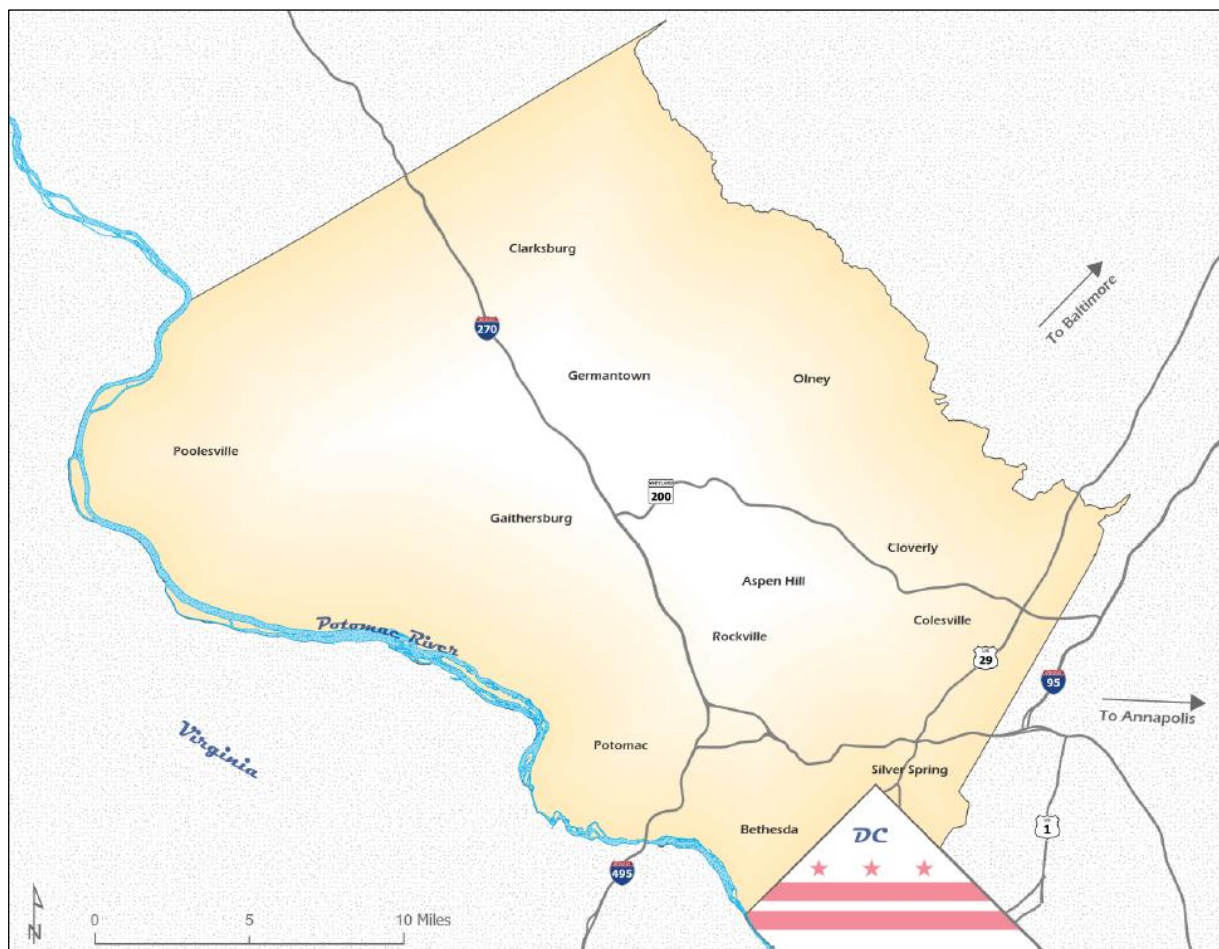 Clarksburg
270
To Baltimore
Germantown
Olney
Poolesville
200
Gaithersburg
Cloverly
Aspen Hill
Colesville
Potomac River
Rockville
29
95
To Annapolis
Virginia
Potomac
Silver Spring
Bethesda
DC
1
495
N
0 5 10 Miles